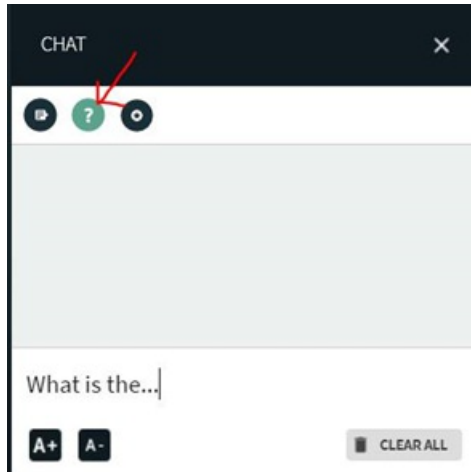 CHAT
?
What is the...
A+ A-
CLEAR ALL